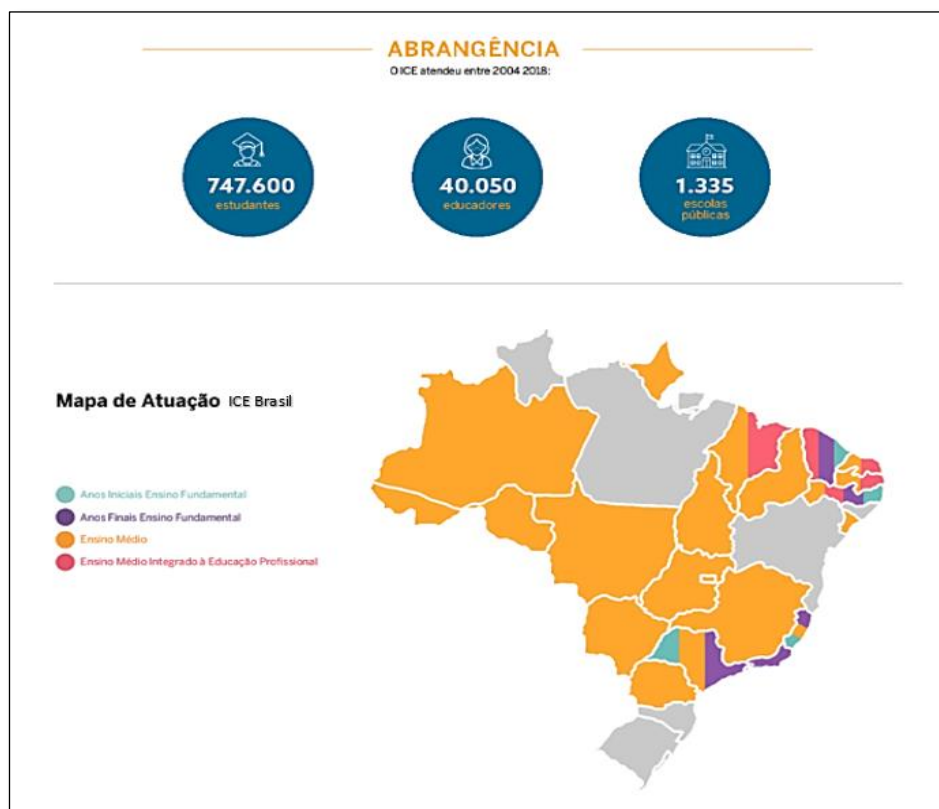 ABRANGÊNCIA
O ICE atendeu entre 2004 2018:
747.600
estudantes
40.050
educadores
1.335
escolas
públicas
Mapa de Atuação ICE Brasil
Anos Iniciais Ensino Fundamental
Anos Finais Ensino Fundamental
Ensino Médio
Ensino Médio Integrado à Educação Profissional